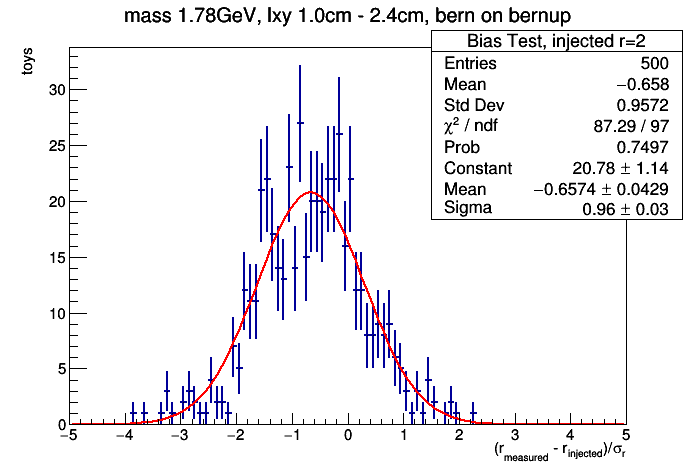 mass 1.78GeV, lxy 1.0cm - 2.4cm, bern on bernup
Bias Test, injected r=2
Entries 500
Mean −0.658
Std Dev 0.9572
χ² / ndf 87.29 / 97
Prob 0.7497
Constant 20.78 ± 1.14
Mean −0.6574 ± 0.0429
Sigma 0.96 ± 0.03
toys
30
25
20
15
10
5
0
−5 −4 −3 −2 −1 0 1 2 3 4 5
(r_measured - r_injected)/σ_r